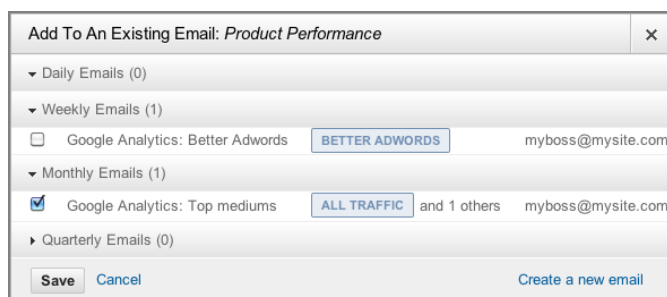 Add To An Existing Email: Product Performance
Daily Emails (0)
Weekly Emails (1)
Google Analytics: Better Adwords BETTER ADWORDS myboss@mysite.com
Monthly Emails (1)
Google Analytics: Top mediums ALL TRAFFIC and 1 others myboss@mysite.com
Quarterly Emails (0)
Save Cancel Create a new email